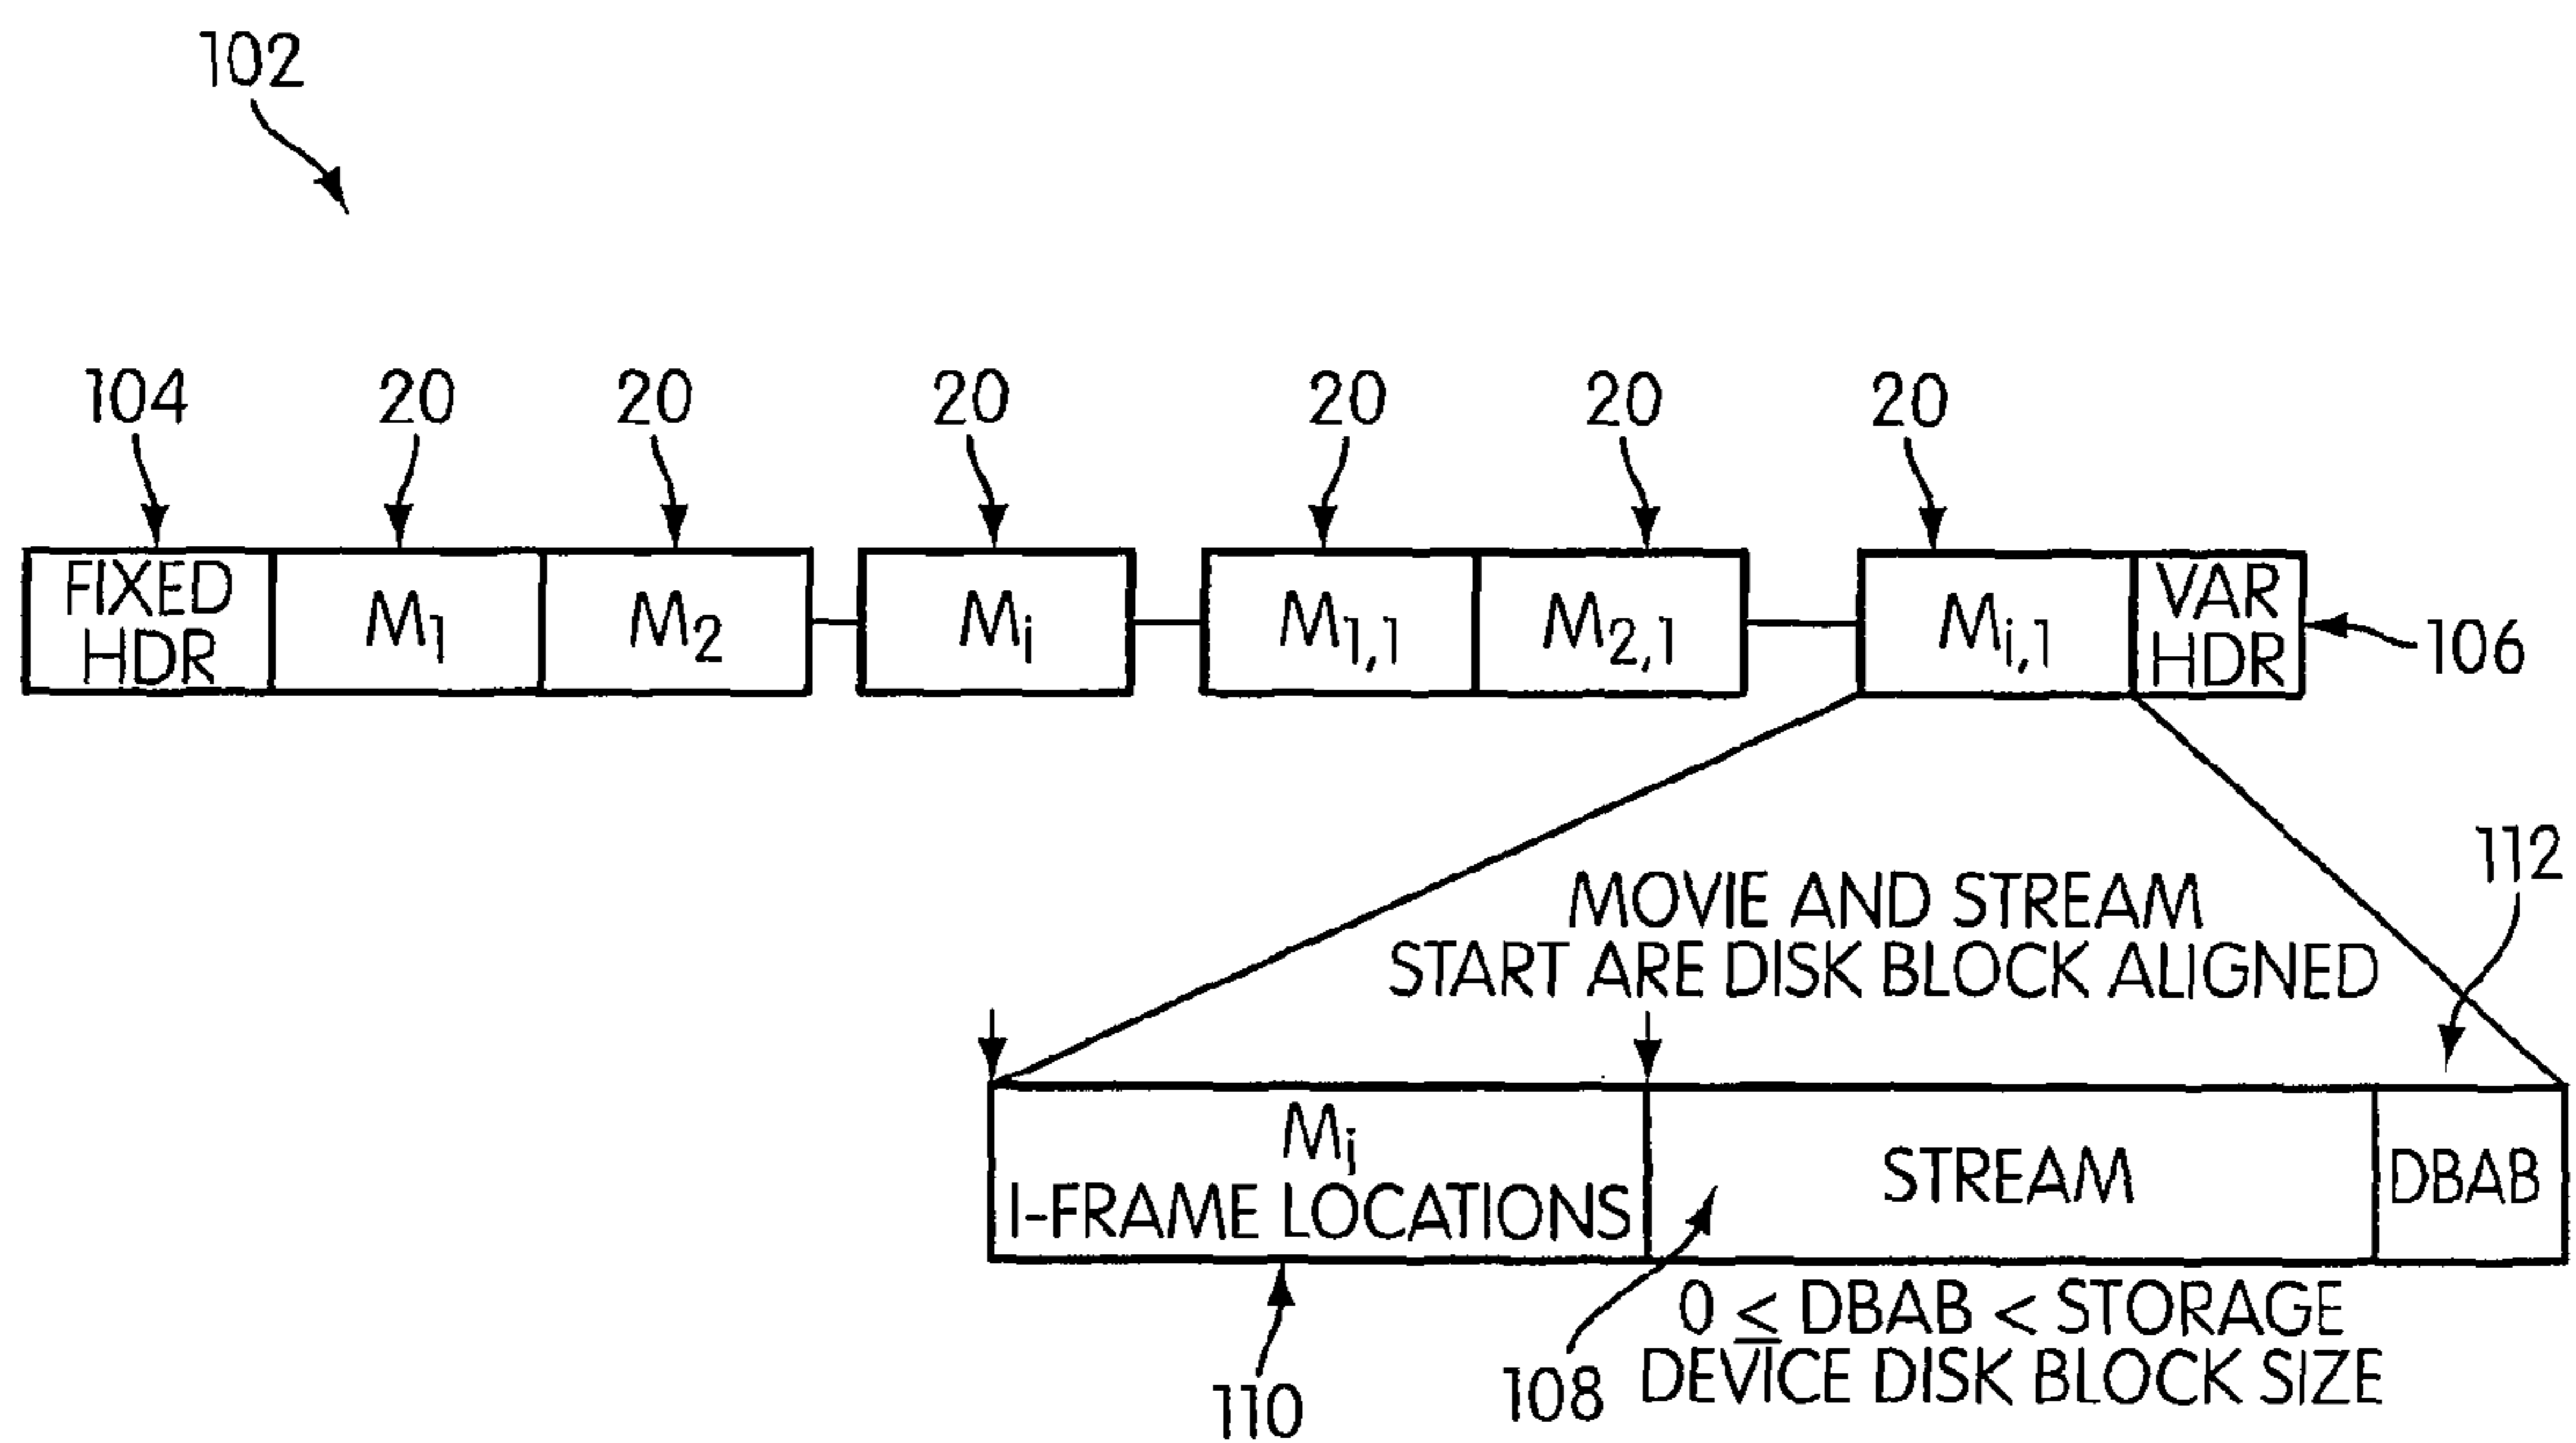 102
104 20 20 20 20 20 20
FIXED HDR M₁ M₂ Mᵢ M₁,₁ M₂,₁ Mᵢ,₁ VAR HDR
106
112
MOVIE AND STREAM
START ARE DISK BLOCK ALIGNED
Mᵢ
I-FRAME LOCATIONS
STREAM
DBAB
0 ≤ DBAB < STORAGE
DEVICE DISK BLOCK SIZE
108
110